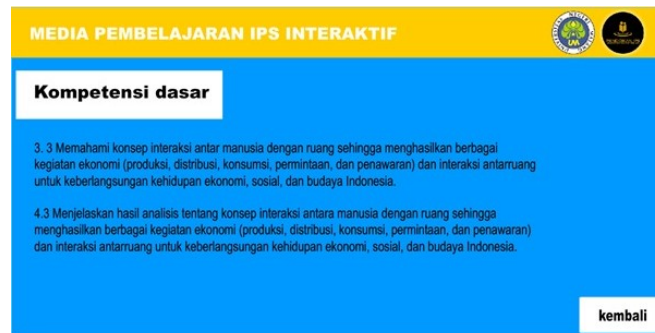 MEDIA PEMBELAJARAN IPS INTERAKTIF
Kompetensi dasar
3. 3 Memahami konsep interaksi antar manusia dengan ruang sehingga menghasilkan berbagai
kegiatan ekonomi (produksi, distribusi, konsumsi, permintaan, dan penawaran) dan interaksi antarruang
untuk keberlangsungan kehidupan ekonomi, sosial, dan budaya Indonesia.
4.3 Menjelaskan hasil analisis tentang konsep interaksi antara manusia dengan ruang sehingga
menghasilkan berbagai kegiatan ekonomi (produksi, distribusi, konsumsi, permintaan, dan penawaran)
dan interaksi antarruang untuk keberlangsungan kehidupan ekonomi, sosial, dan budaya Indonesia.
kembali